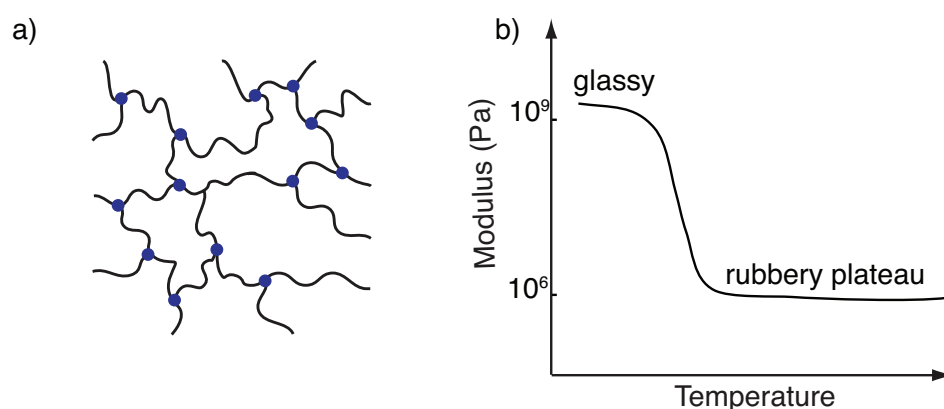 a)
b)
glassy
10⁹
Modulus (Pa)
rubbery plateau
10⁶
Temperature